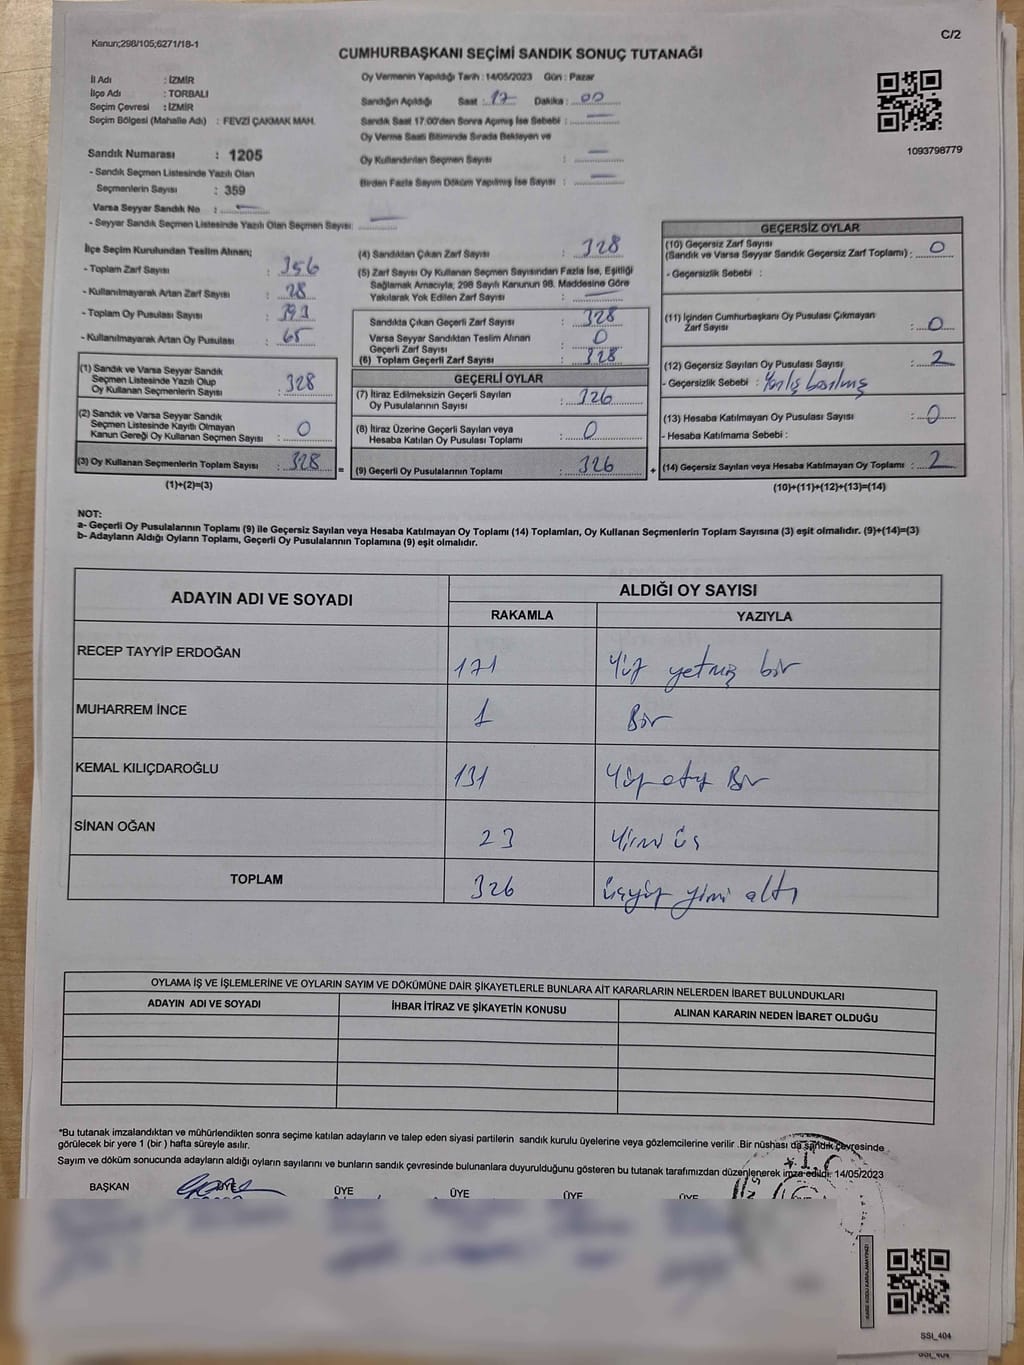 Kanun;298/105;6271/18-1
C/2
CUMHURBAŞKANI SEÇİMİ SANDIK SONUÇ TUTANAĞI
İl Adı : İZMİR
İlçe Adı : TORBALI
Seçim Çevresi : İZMİR
Seçim Bölgesi (Mahalle Adı) : FEVZİ ÇAKMAK MAH.
Sandık Numarası : 1205
- Sandık Seçmen Listesinde Yazılı Olan
Seçmenlerin Sayısı : 359
Varsa Seyyar Sandık No :
- Seyyar Sandık Seçmen Listesinde Yazılı Olan Seçmen Sayısı:
Oy Vermenin Yapıldığı Tarih : 14/05/2023 Gün : Pazar
Sandığın Açıldığı Saat : 17 Dakika : 00
Sandık Saat 17.00'den Sonra Açımış İse Sebebi :
Oy Verme Saati Bitiminde Sırada Bekleyen ve
Oy Kullandırılan Seçmen Sayısı :
Birden Fazla Sayım Döküm Yapılmış İse Sayısı :
1093798779
İlçe Seçim Kurulundan Teslim Alınan;
- Toplam Zarf Sayısı : 356
- Kullanılmayarak Artan Zarf Sayısı : 28
- Toplam Oy Pusulası Sayısı : 393
- Kullanılmayarak Artan Oy Pusulası : 65
(1) Sandık ve Varsa Seyyar Sandık
Seçmen Listesinde Yazılı Olup
Oy Kullanan Seçmenlerin Sayısı : 328
(2) Sandık ve Varsa Seyyar Sandık
Seçmen Listesinde Kayıtlı Olmayan
Kanun Gereği Oy Kullanan Seçmen Sayısı : 0
(3) Oy Kullanan Seçmenlerin Toplam Sayısı : 328 =
(1)+(2)=(3)
(4) Sandıktan Çıkan Zarf Sayısı : 328
(5) Zarf Sayısı Oy Kullanan Seçmen Sayısından Fazla İse, Eşitliği
Sağlamak Amacıyla; 298 Sayılı Kanunun 98. Maddesine Göre
Yakılarak Yok Edilen Zarf Sayısı :
Sandıkta Çıkan Geçerli Zarf Sayısı : 328
Varsa Seyyar Sandıktan Teslim Alınan
Geçerli Zarf Sayısı : 0
(6) Toplam Geçerli Zarf Sayısı : 328
GEÇERLİ OYLAR
(7) İtiraz Edilmeksizin Geçerli Sayılan
Oy Pusulalarının Sayısı : 326
(8) İtiraz Üzerine Geçerli Sayılan veya
Hesaba Katılan Oy Pusulası Toplamı : 0
(9) Geçerli Oy Pusulalarının Toplamı : 326 +
GEÇERSİZ OYLAR
(10) Geçersiz Zarf Sayısı
(Sandık ve Varsa Seyyar Sandık Geçersiz Zarf Toplamı) : 0
- Geçersizlik Sebebi :
(11) İçinden Cumhurbaşkanı Oy Pusulası Çıkmayan
Zarf Sayısı : 0
(12) Geçersiz Sayılan Oy Pusulası Sayısı : 2
- Geçersizlik Sebebi : Yanlış basılmış
(13) Hesaba Katılmayan Oy Pusulası Sayısı : 0
- Hesaba Katılmama Sebebi :
(14) Geçersiz Sayılan veya Hesaba Katılmayan Oy Toplamı : 2
(10)+(11)+(12)+(13)=(14)
NOT:
a- Geçerli Oy Pusulalarının Toplamı (9) ile Geçersiz Sayılan veya Hesaba Katılmayan Oy Toplamı (14) Toplamları, Oy Kullanan Seçmenlerin Toplam Sayısına (3) eşit olmalıdır. (9)+(14)=(3)
b- Adayların Aldığı Oyların Toplamı, Geçerli Oy Pusulalarının Toplamına (9) eşit olmalıdır.
ADAYIN ADI VE SOYADI ALDIĞI OY SAYISI
RAKAMLA YAZIYLA
RECEP TAYYİP ERDOĞAN 171 Yüz yetmiş bir
MUHARREM İNCE 1 Bir
KEMAL KILIÇDAROĞLU 131 Yüz otuz Bir
SİNAN OĞAN 23 Yirmi üç
TOPLAM 326 üçyüz yirmi altı
OYLAMA İŞ VE İŞLEMLERİNE VE OYLARIN SAYIM VE DÖKÜMÜNE DAİR ŞİKAYETLERLE BUNLARA AİT KARARLARIN NELERDEN İBARET BULUNDUKLARI
ADAYIN ADI VE SOYADI İHBAR İTİRAZ VE ŞİKAYETİN KONUSU ALINAN KARARIN NEDEN İBARET OLDUĞU
*Bu tutanak imzalandıktan ve mühürlendikten sonra seçime katılan adayların ve talep eden siyasi partilerin sandık kurulu üyelerine veya gözlemcilerine verilir .Bir nüshası da sandık çevresinde
görülecek bir yere 1 (bir ) hafta süreyle asılır.
Sayım ve döküm sonucunda adayların aldığı oyların sayılarını ve bunların sandık çevresinde bulunanlara duyurulduğunu gösteren bu tutanak tarafımızdan düzenlenerek imza edildi. 14/05/2023
BAŞKAN ÜYE ÜYE ÜYE ÜYE ÜYE
SSI_404